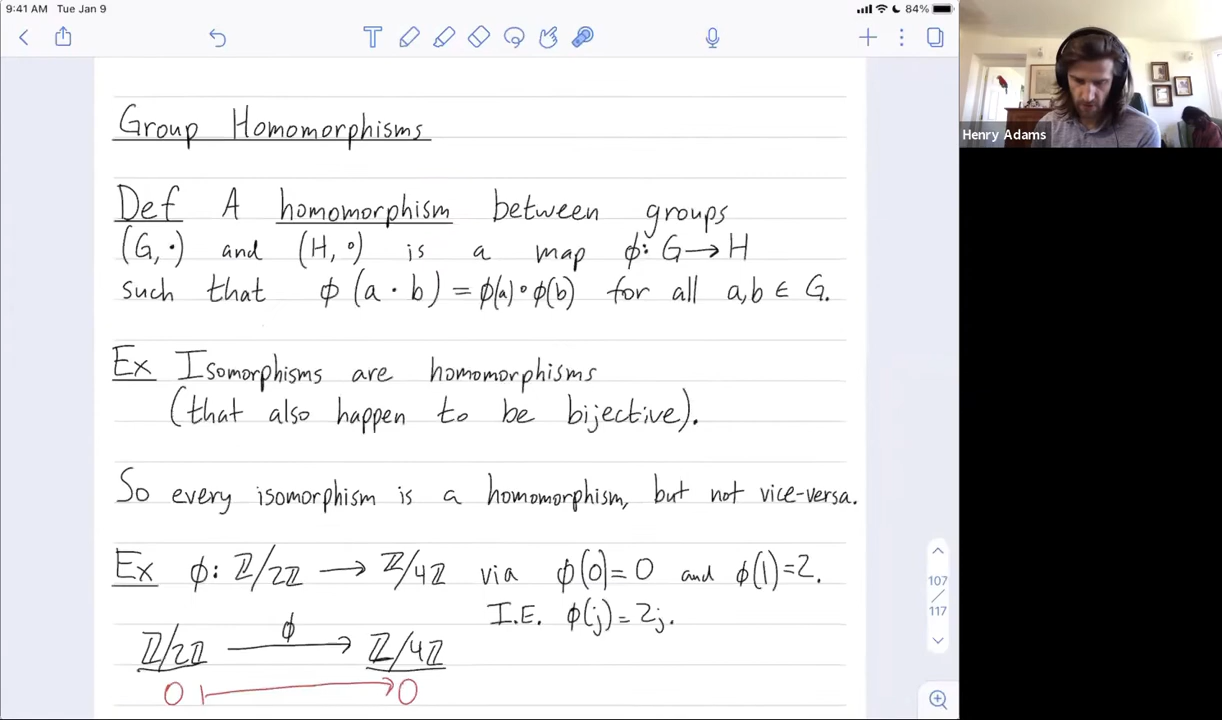 9:41 AM Tue Jan 9
84%
Group Homomorphisms
Def A homomorphism between groups
(G, ·) and (H, ∘) is a map ϕ: G → H
such that ϕ(a · b) = ϕ(a) ∘ ϕ(b) for all a,b ∈ G.
Ex Isomorphisms are homomorphisms
(that also happen to be bijective).
So every isomorphism is a homomorphism, but not vice-versa.
Ex ϕ: ℤ/2ℤ → ℤ/4ℤ via ϕ(0)=0 and ϕ(1)=2.
I.E. ϕ(j)=2j.
ℤ/2ℤ ϕ→ ℤ/4ℤ
0 ↦ 0
107
/
117
Henry Adams